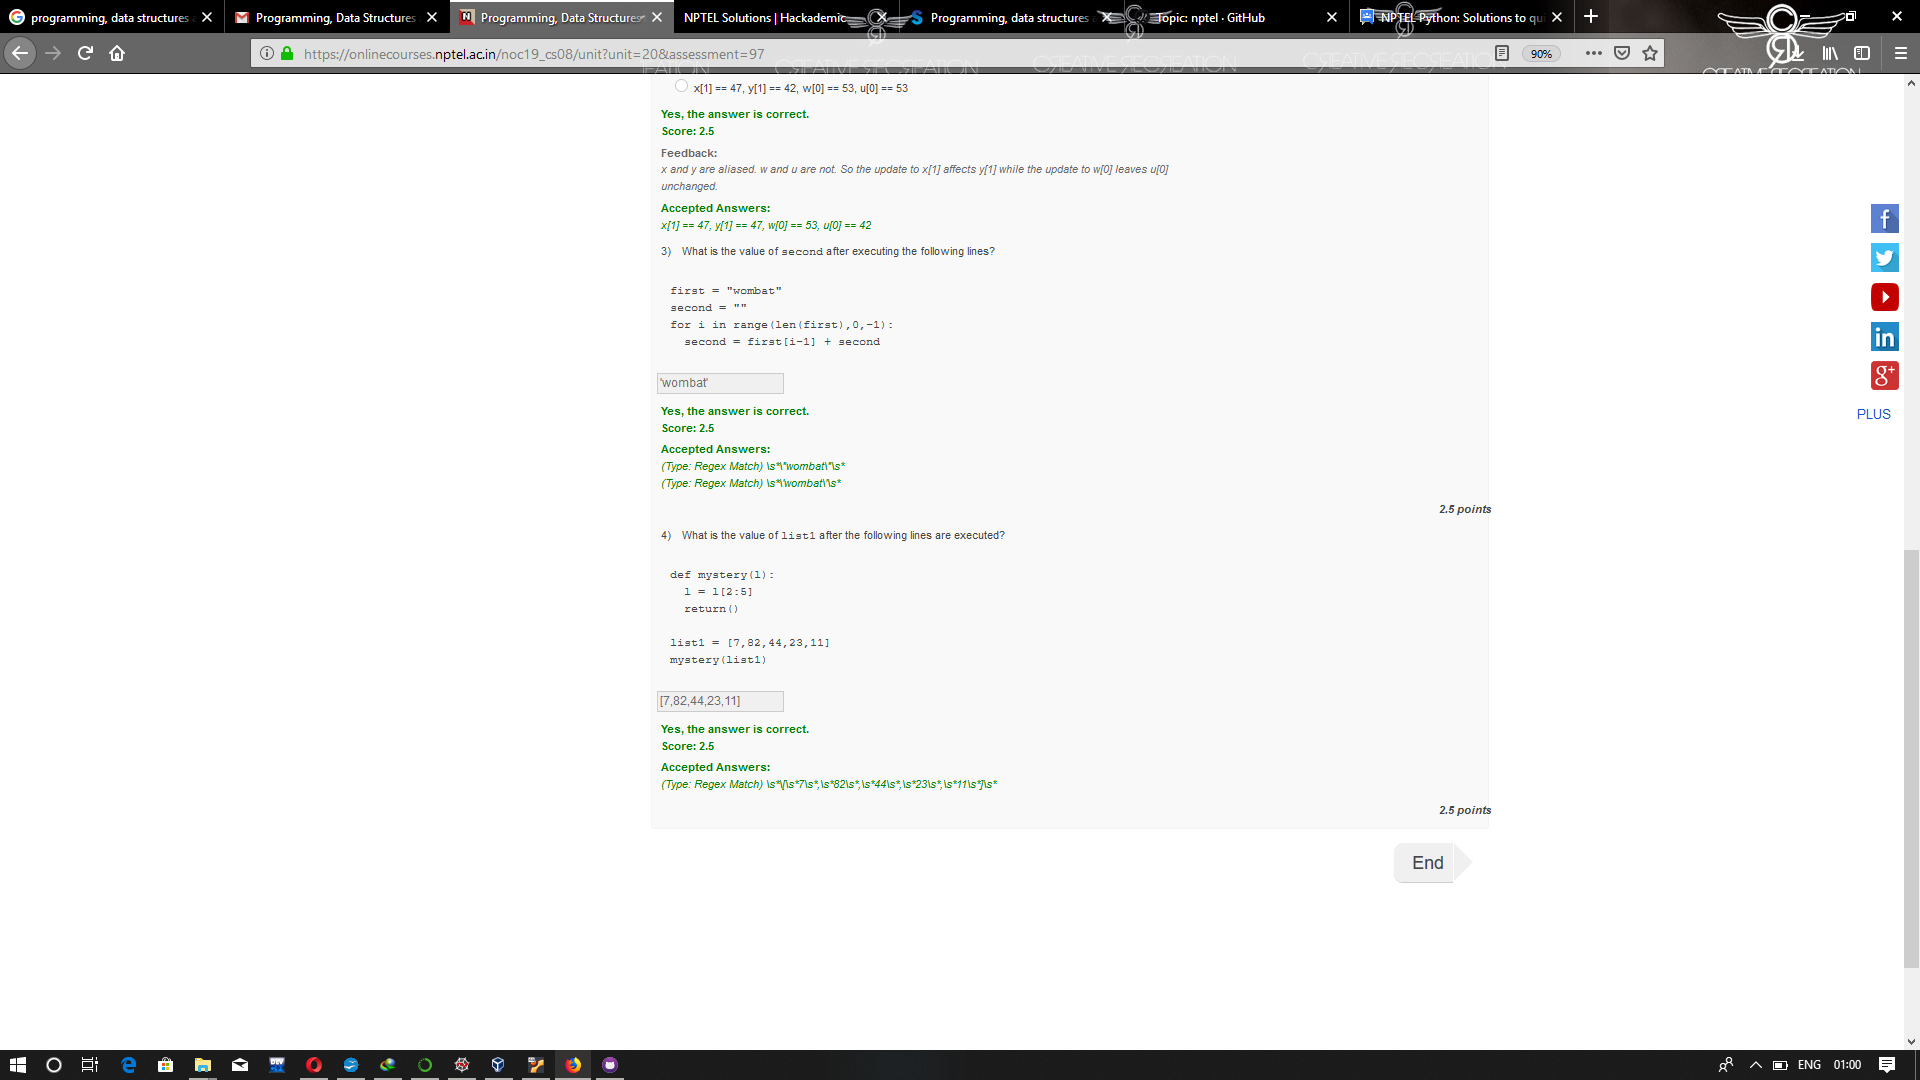 programming, data structures
Programming, Data Structures
Programming, Data Structures
NPTEL Solutions | Hackademic
Programming, data structures
Topic: nptel · GitHub
NPTEL Python: Solutions to qui
https://onlinecourses.nptel.ac.in/noc19_cs08/unit?unit=20&assessment=97
90%
CREATIVE RECREATION
x[1] == 47, y[1] == 42, w[0] == 53, u[0] == 53
Yes, the answer is correct.
Score: 2.5
Feedback:
x and y are aliased. w and u are not. So the update to x[1] affects y[1] while the update to w[0] leaves u[0]
unchanged.
Accepted Answers:
x[1] == 47, y[1] == 47, w[0] == 53, u[0] == 42
3) What is the value of second after executing the following lines?
first = "wombat"
second = ""
for i in range(len(first),0,-1):
second = first[i-1] + second
'wombat'
Yes, the answer is correct.
Score: 2.5
Accepted Answers:
(Type: Regex Match) \s*\"wombat\"\s*
(Type: Regex Match) \s*\'wombat\'\s*
2.5 points
4) What is the value of list1 after the following lines are executed?
def mystery(l):
l = l[2:5]
return()
list1 = [7,82,44,23,11]
mystery(list1)
[7,82,44,23,11]
Yes, the answer is correct.
Score: 2.5
Accepted Answers:
(Type: Regex Match) \s*\[\s*7\s*,\s*82\s*,\s*44\s*,\s*23\s*,\s*11\s*]\s*
2.5 points
End
PLUS
ENG 01:00